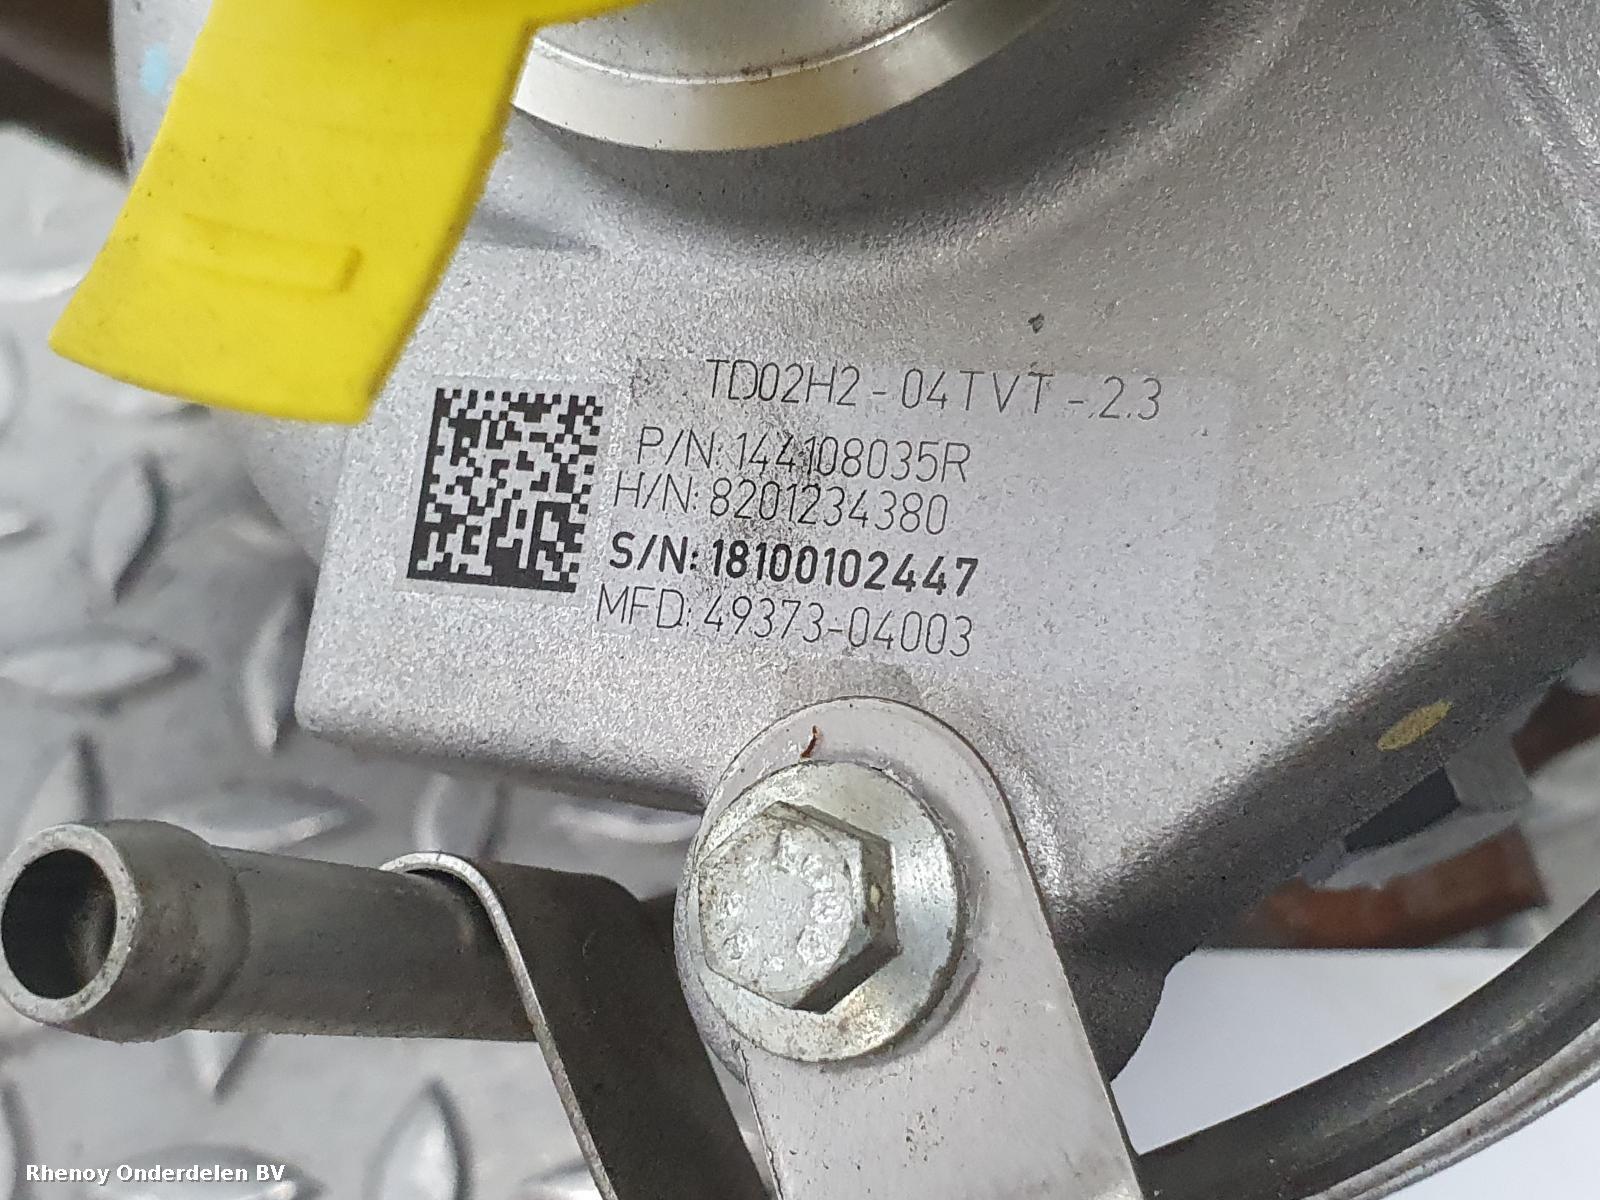 TD02H2-04TVT-2.3
P/N: 144108035R
H/N: 8201234380
S/N: 18100102447
MFD: 49373-04003
Rhenoy Onderdelen BV